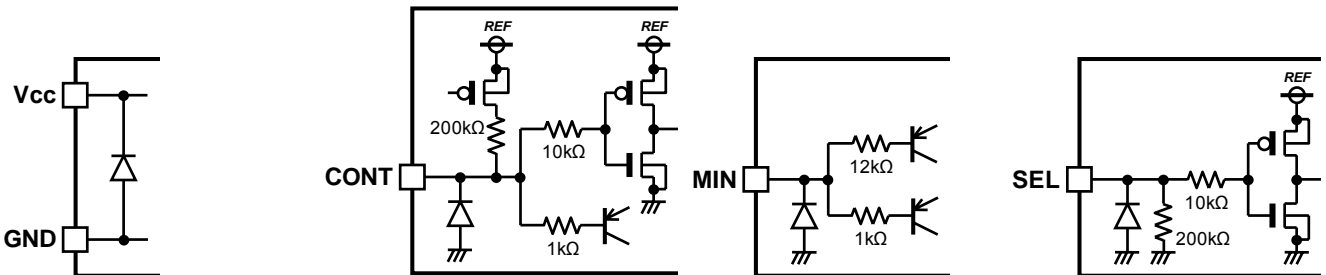 Vcc
GND
REF
REF
200kΩ
10kΩ
CONT
1kΩ
MIN
12kΩ
1kΩ
REF
SEL
10kΩ
200kΩ